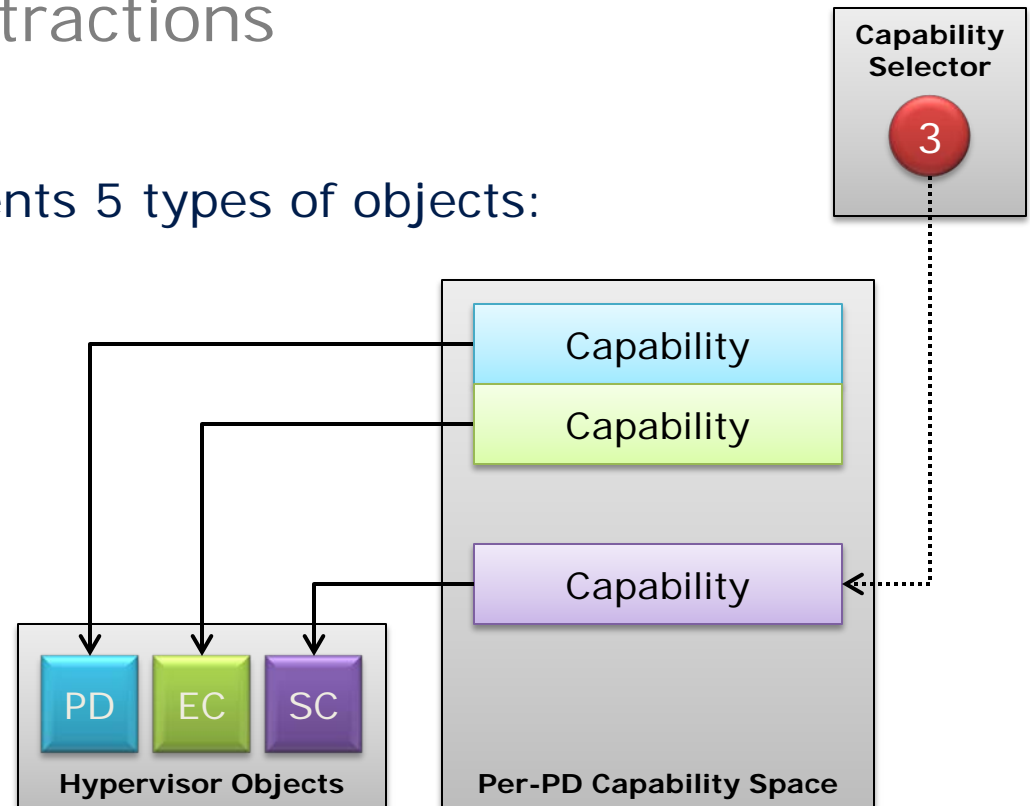 tractions
Capability
Selector
3
ents 5 types of objects:
Capability
Capability
Capability
PD EC SC
Hypervisor Objects
Per-PD Capability Space